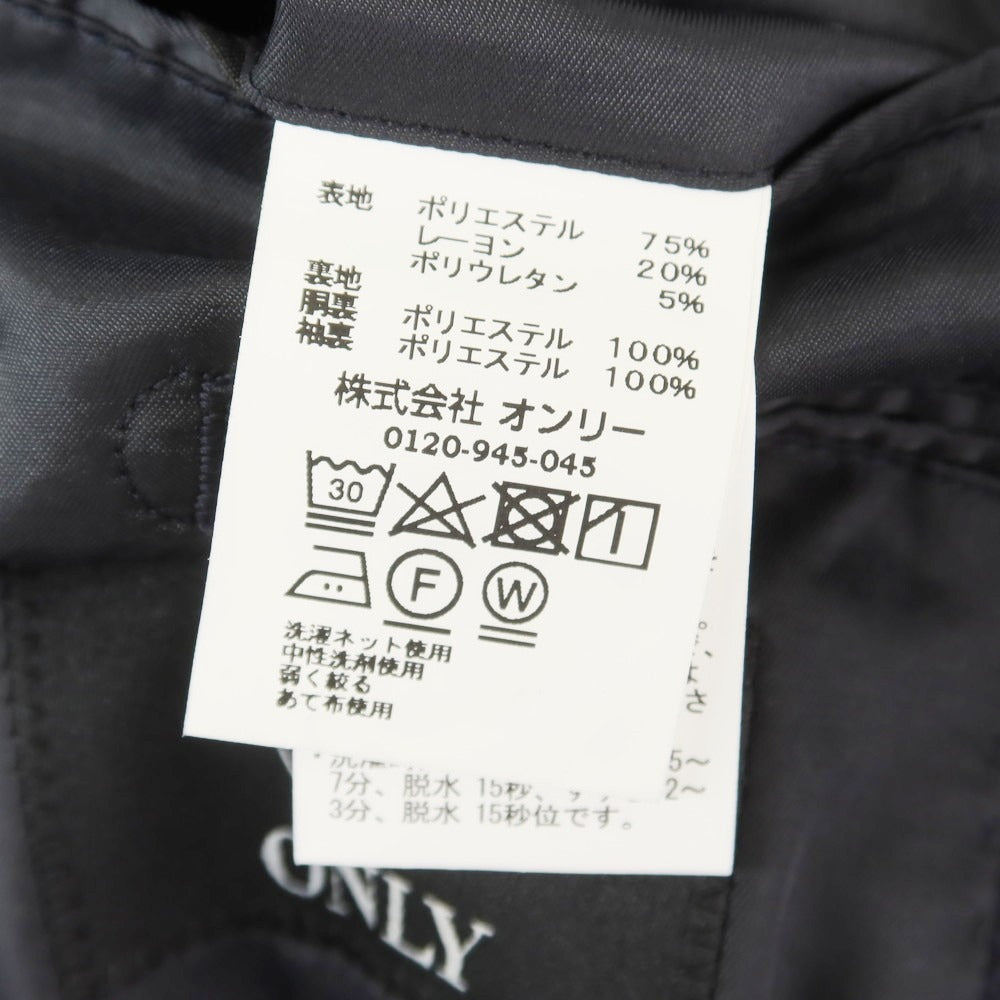 表地 ポリエステル 75%
レーヨン 20%
ポリウレタン 5%
裏地
胴裏 ポリエステル 100%
袖裏 ポリエステル 100%
株式会社 オンリー
0120-945-045
30
F W
洗濯ネット使用
中性洗剤使用
弱く絞る
あて布使用
7分、脱水 15秒、 2～
3分、脱水 15秒位です。
ONLY